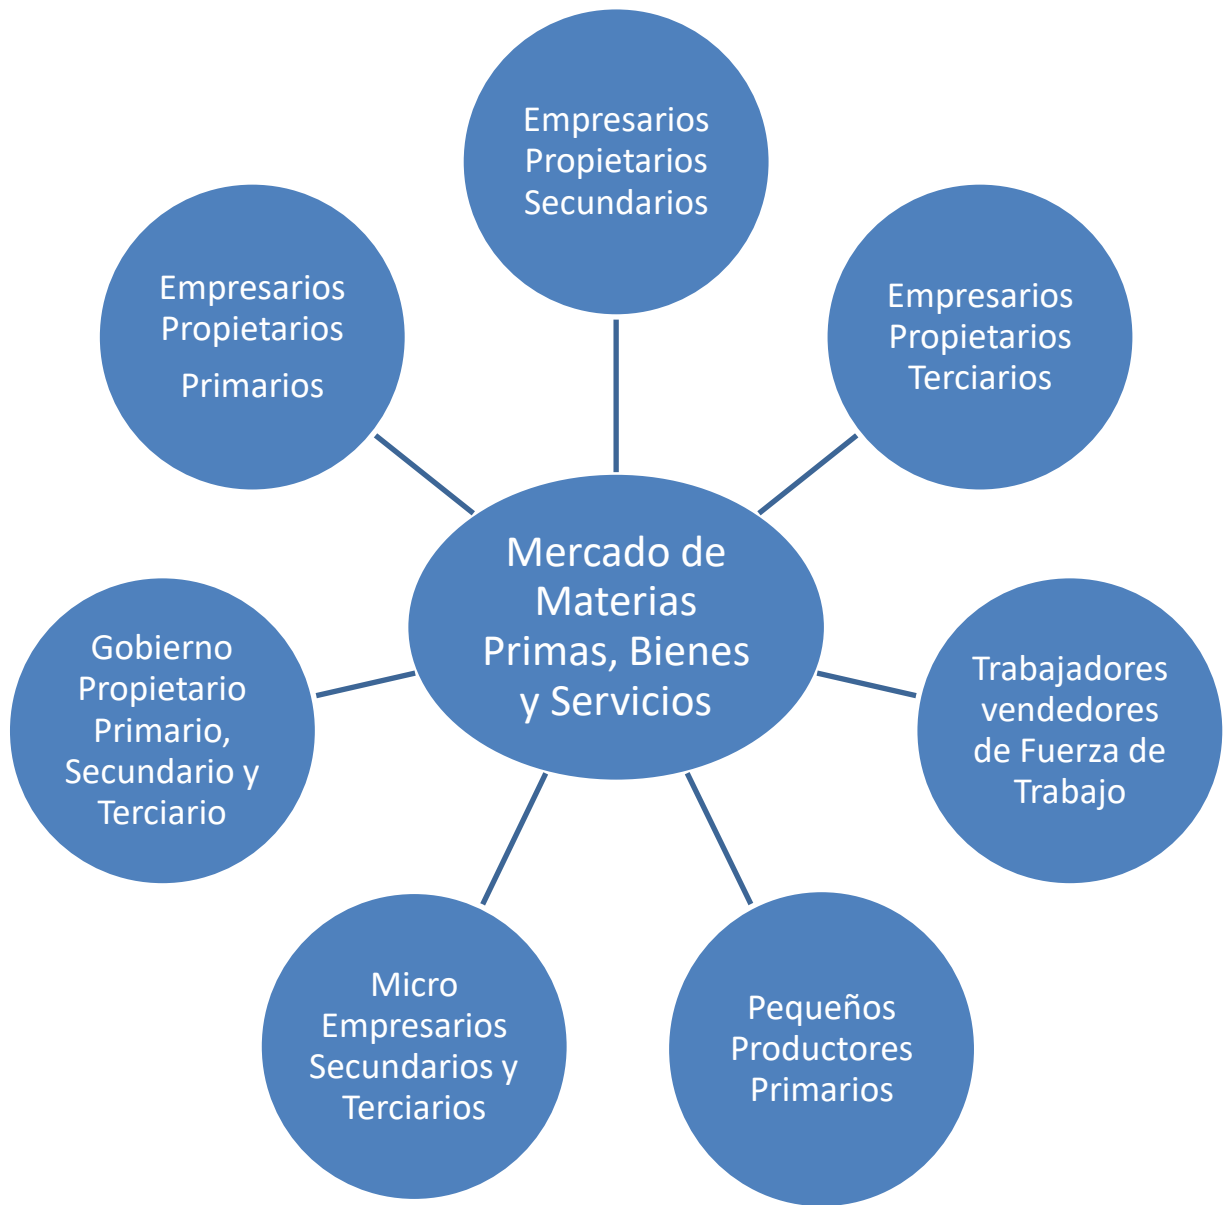 Empresarios
Propietarios
Secundarios
Empresarios
Propietarios
Primarios
Empresarios
Propietarios
Terciarios
Mercado de
Materias
Primas, Bienes
y Servicios
Gobierno
Propietario
Primario,
Secundario y
Terciario
Trabajadores
vendedores
de Fuerza de
Trabajo
Micro
Empresarios
Secundarios y
Terciarios
Pequeños
Productores
Primarios